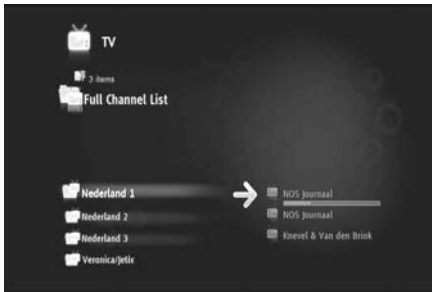 TV
3 items
Full Channel List
Nederland 1
NOS Journaal
Nederland 2
NOS Journaal
Nederland 3
Knevel & Van den Brink
Veronica/Jetix